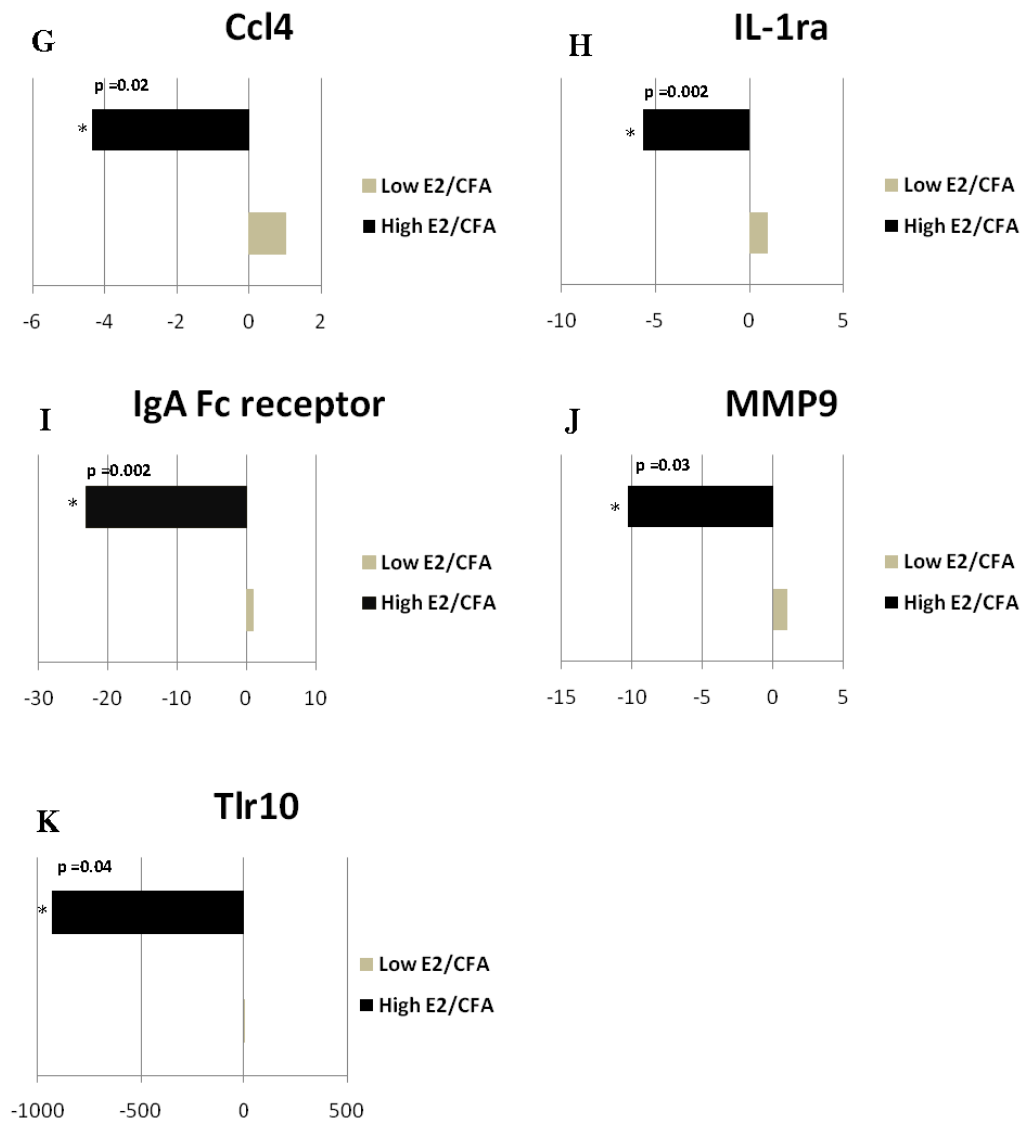 G
Ccl4
p =0.02
*
Low E2/CFA
High E2/CFA
-6 -4 -2 0 2
H
IL-1ra
p =0.002
*
Low E2/CFA
High E2/CFA
-10 -5 0 5
I
IgA Fc receptor
p =0.002
*
Low E2/CFA
High E2/CFA
-30 -20 -10 0 10
J
MMP9
p =0.03
*
Low E2/CFA
High E2/CFA
-15 -10 -5 0 5
K
Tlr10
p =0.04
*
Low E2/CFA
High E2/CFA
-1000 -500 0 500